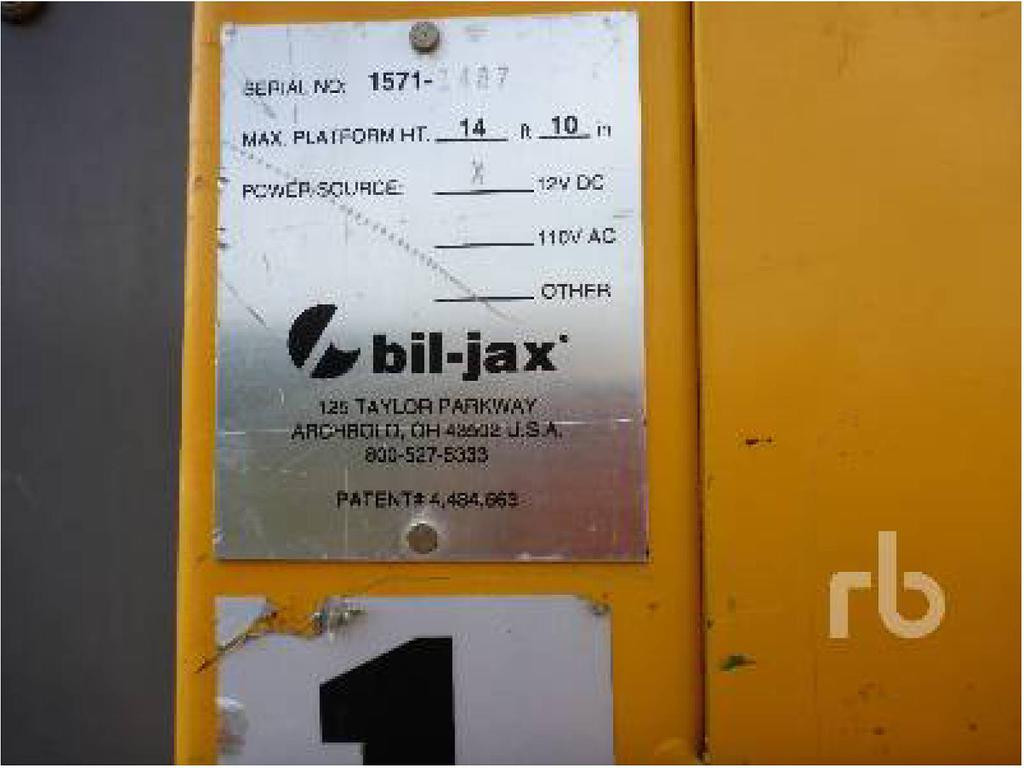 SERIAL NO: 1571-
MAX. PLATFORM HT. 14 ft 10 in
POWER SOURCE: X 12V DC
110V AC
OTHER
bil-jax
125 TAYLOR PARKWAY
ARCHBOLD, OH 43502 U.S.A.
800-527-5333
PATENT# 4,484,663
1
rb